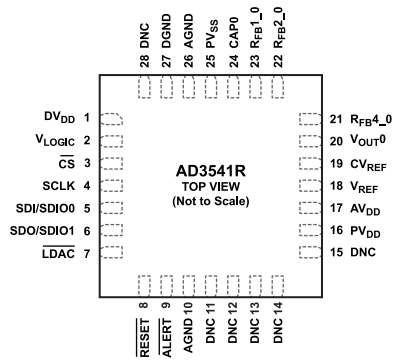 28 DNC
27 DGND
26 AGND
25 PVSS
24 CAP0
23 RFB1_0
22 RFB2_0
DVDD 1
VLOGIC 2
CS 3
SCLK 4
SDI/SDIO0 5
SDO/SDIO1 6
LDAC 7
AD3541R
TOP VIEW
(Not to Scale)
21 RFB4_0
20 VOUT0
19 CVREF
18 VREF
17 AVDD
16 PVDD
15 DNC
RESET 8
ALERT 9
AGND 10
DNC 11
DNC 12
DNC 13
DNC 14